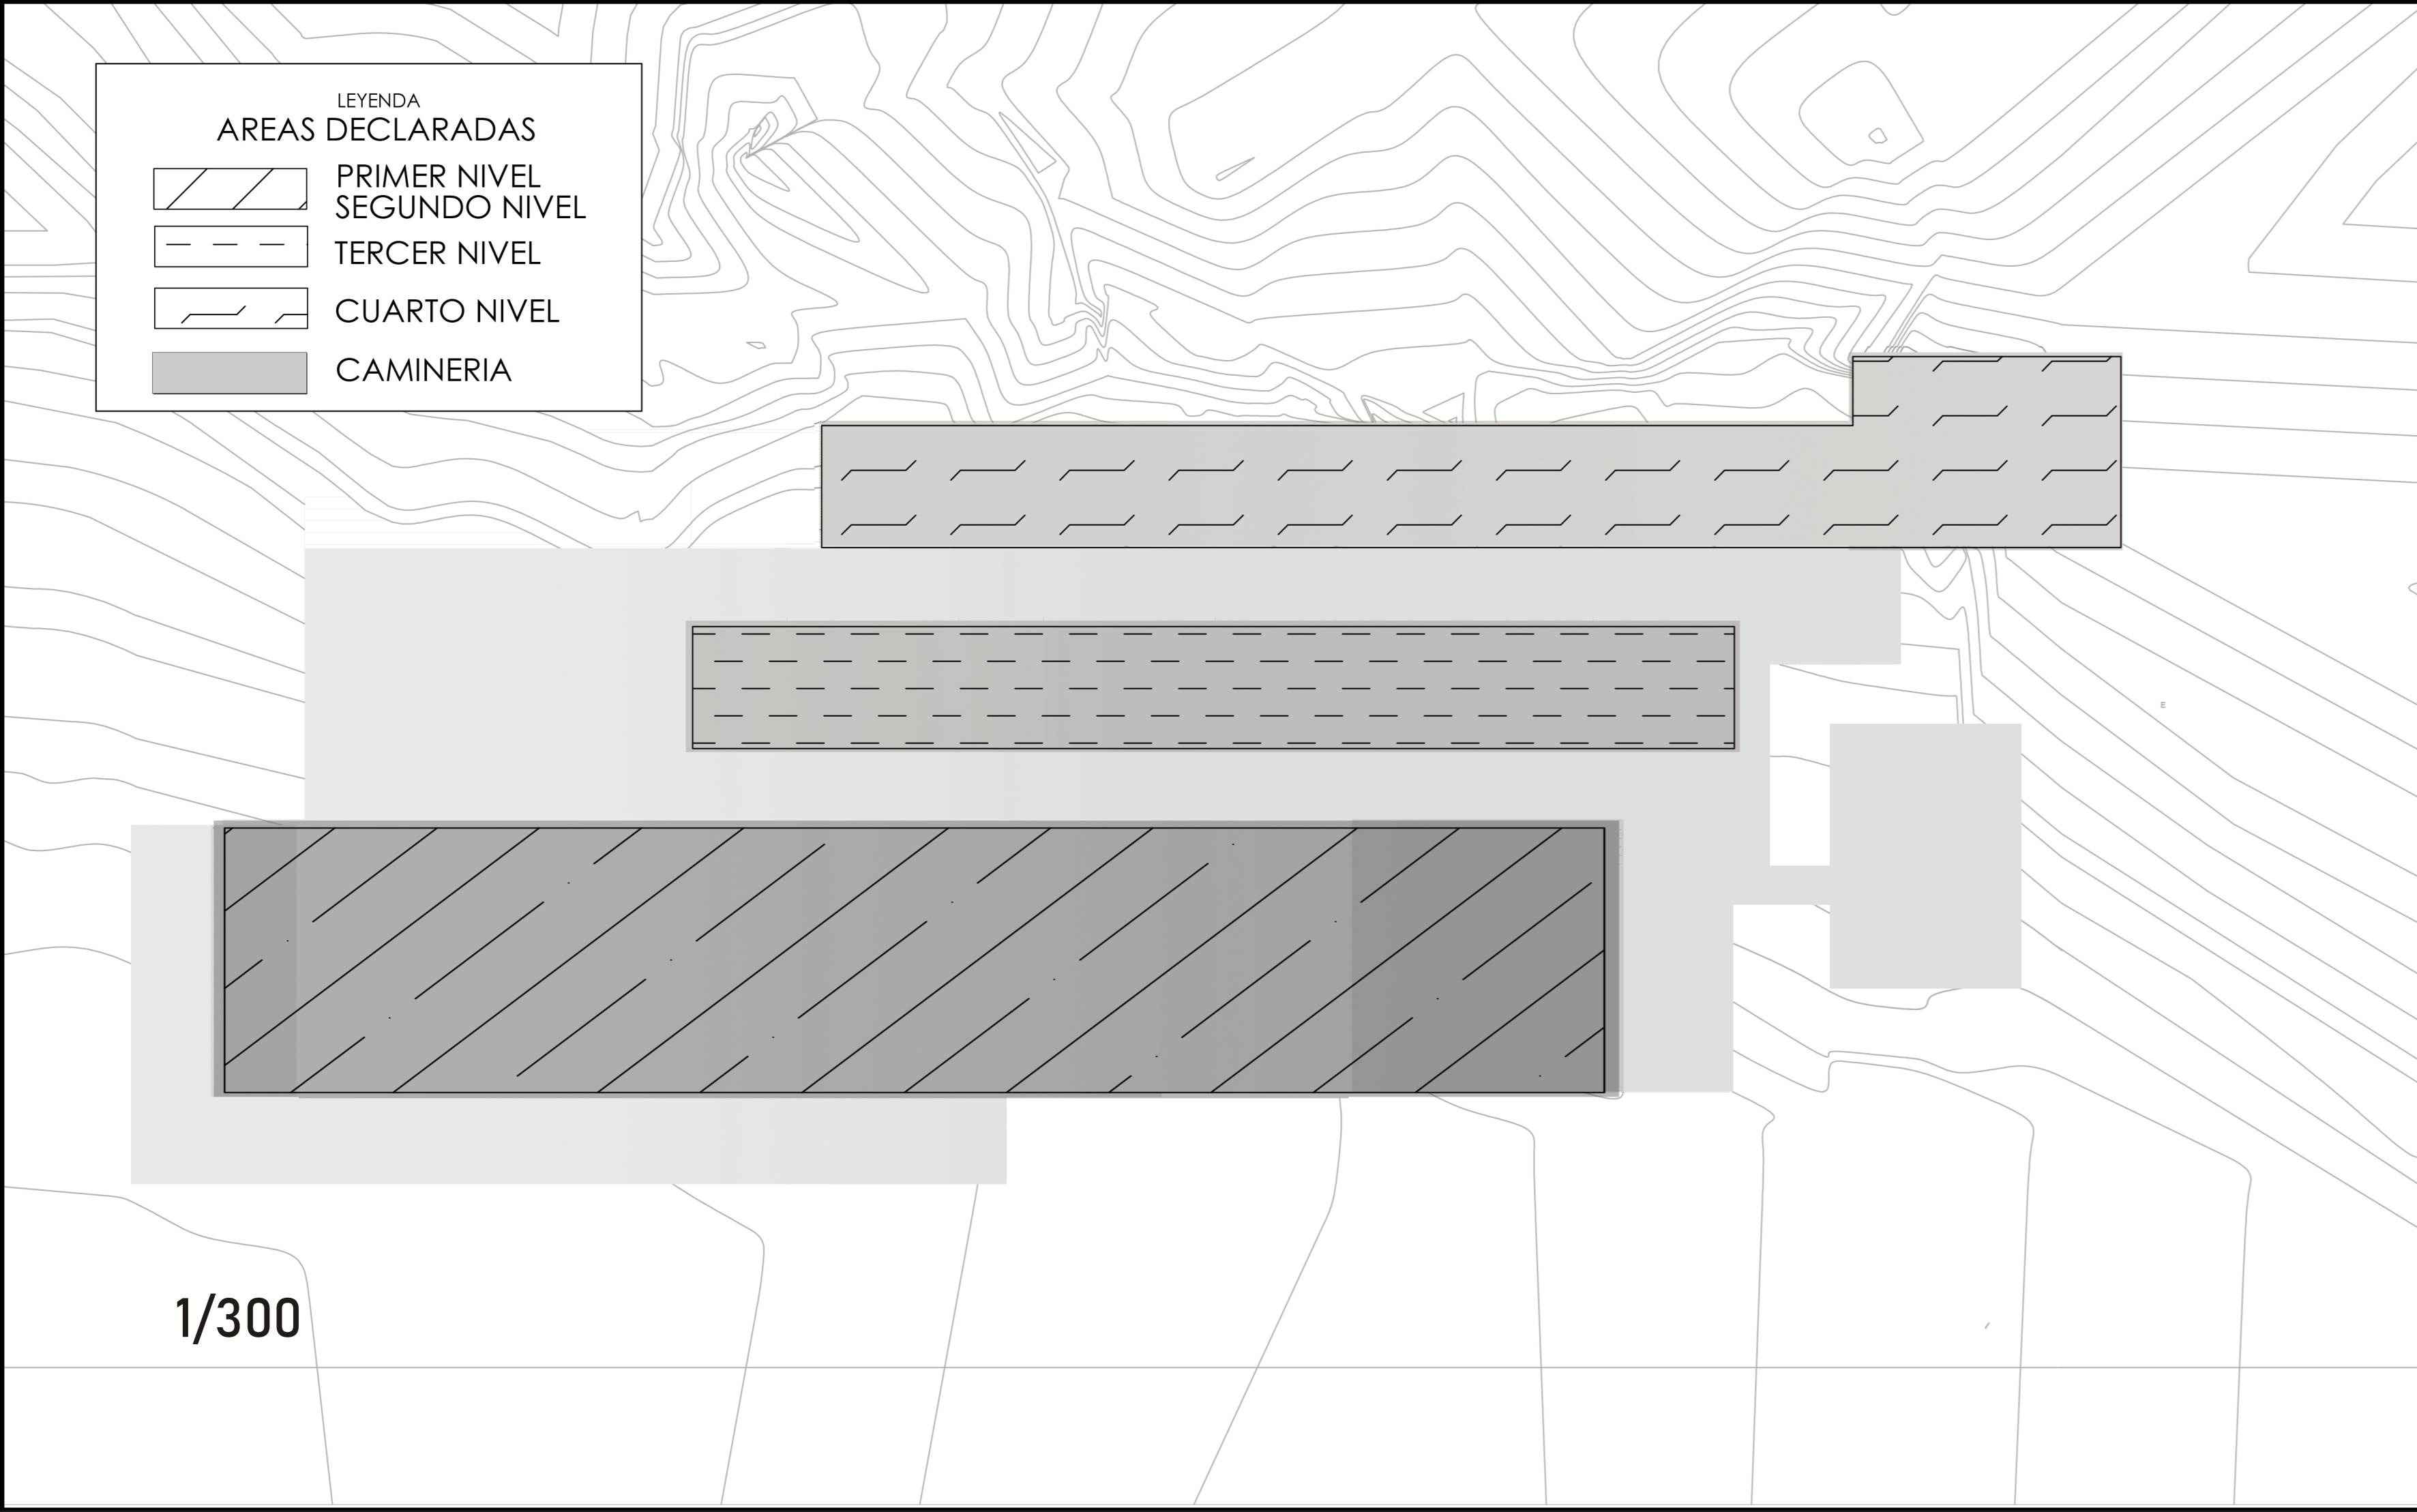 LEYENDA
AREAS DECLARADAS
PRIMER NIVEL
SEGUNDO NIVEL
TERCER NIVEL
CUARTO NIVEL
CAMINERIA
E
1/300